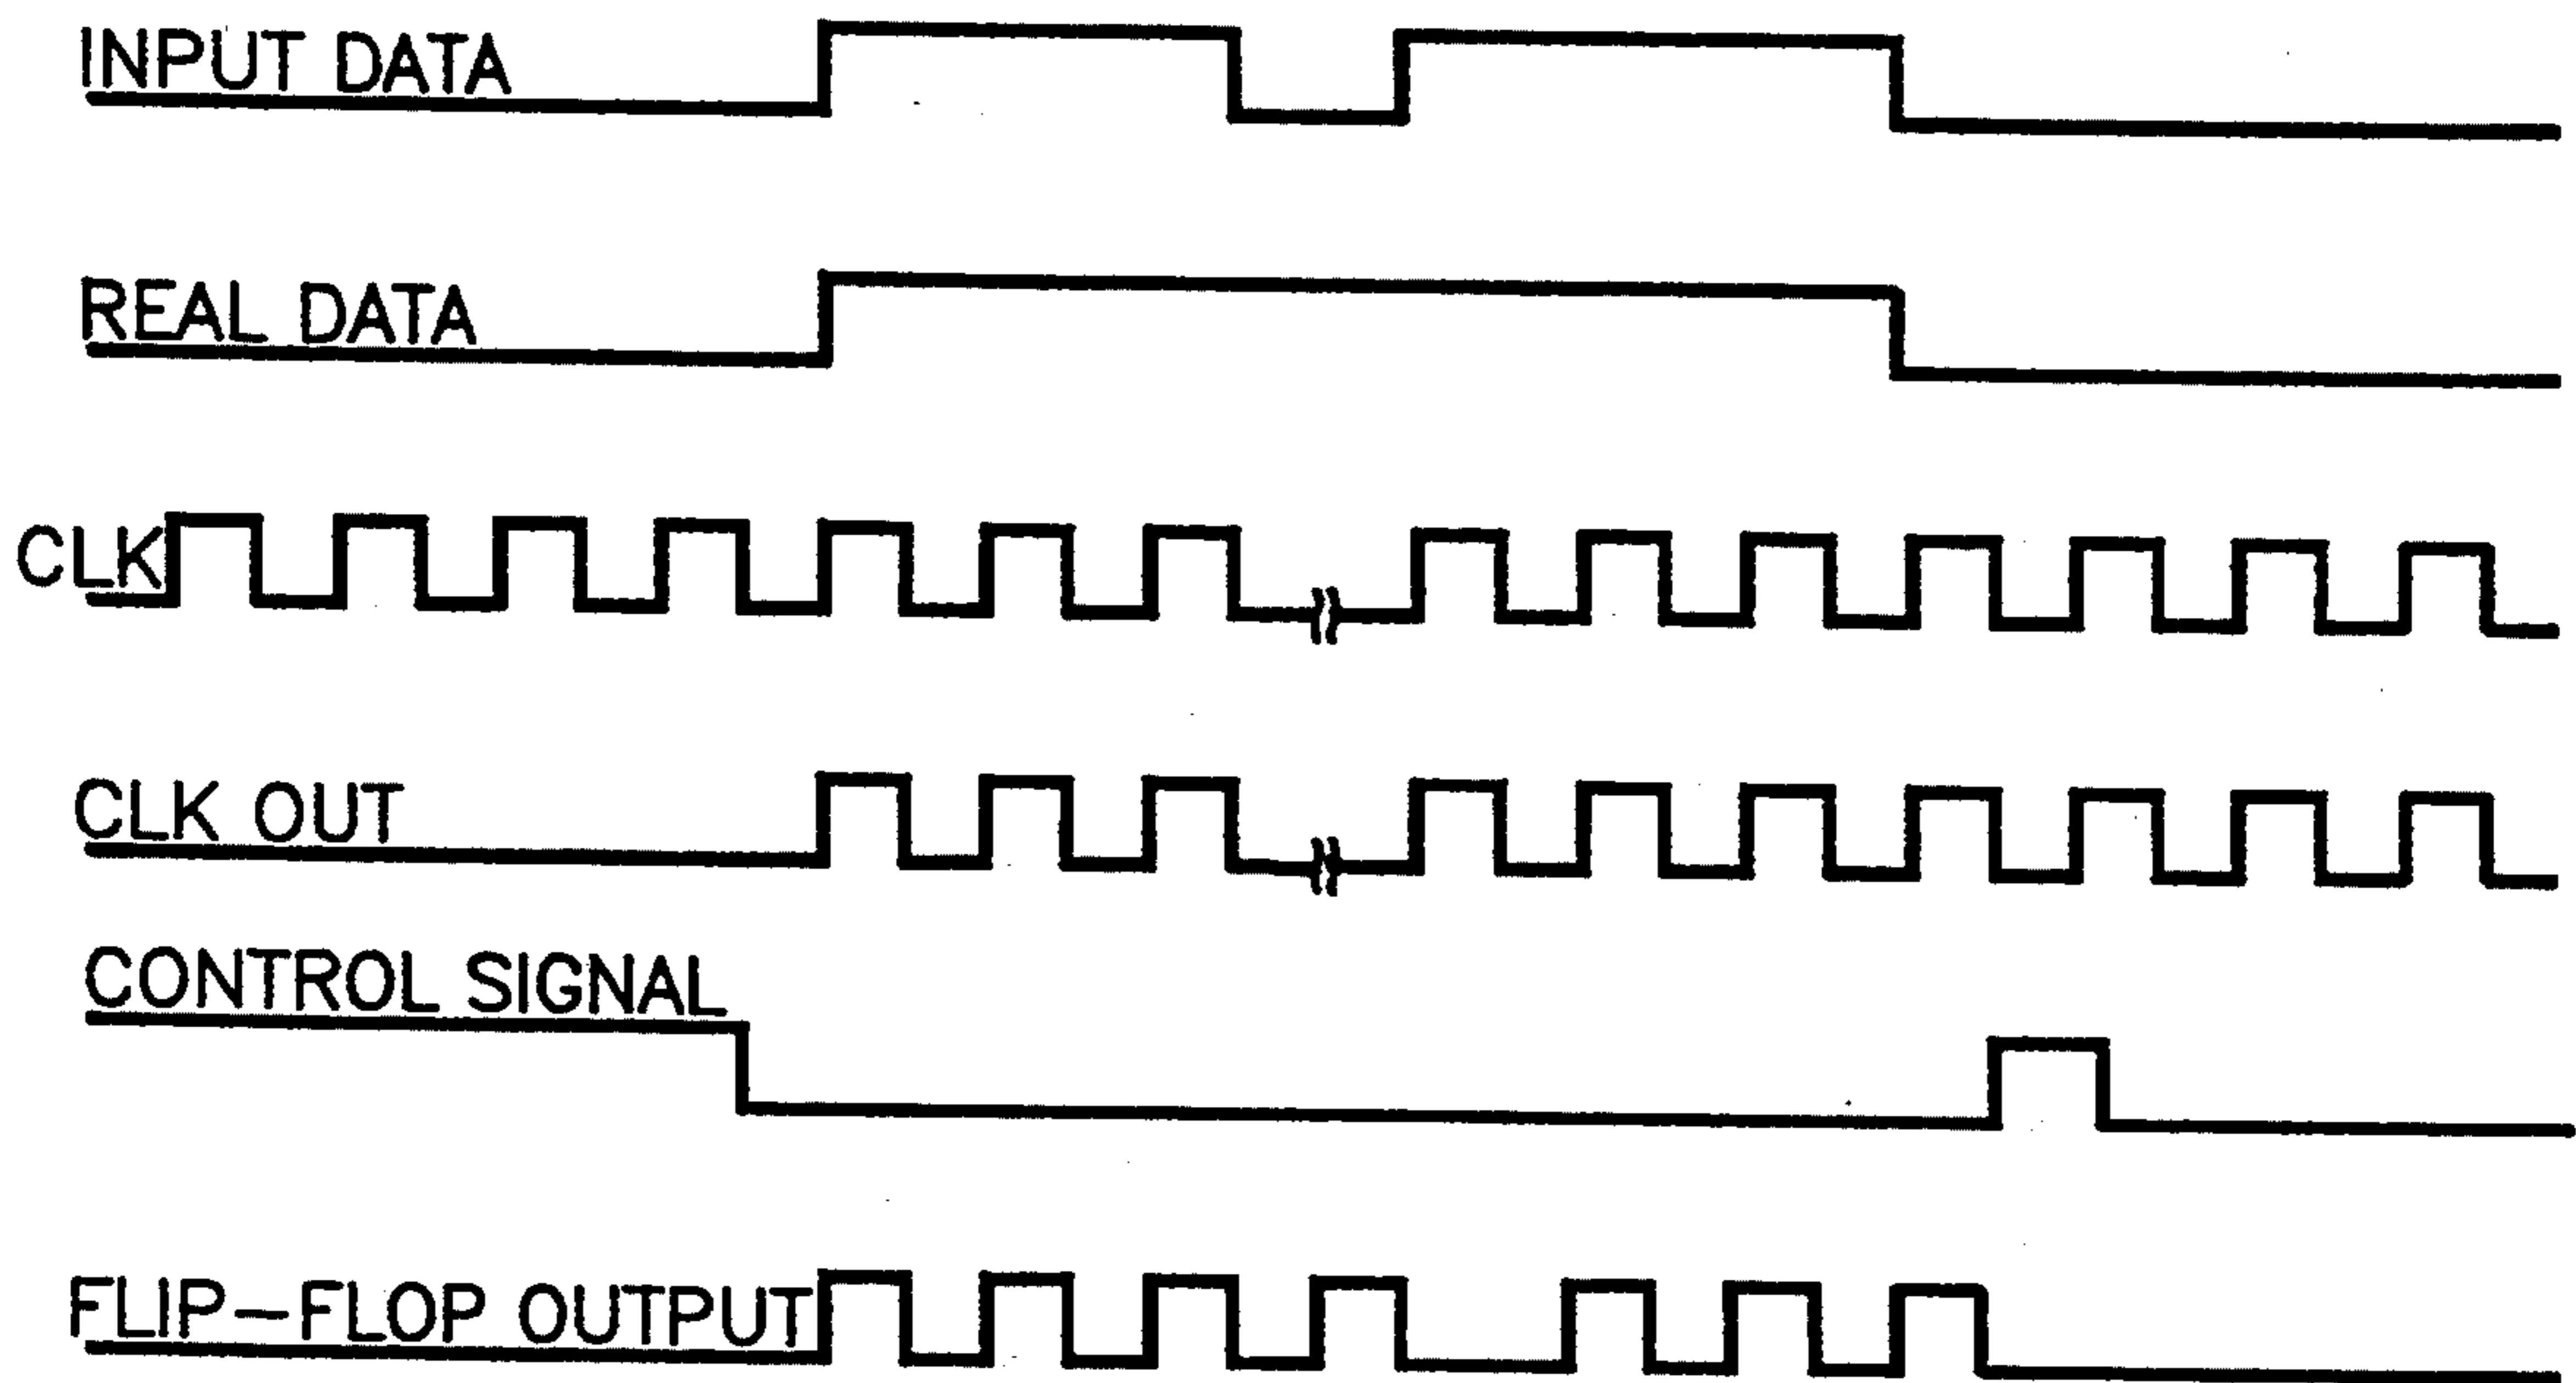 INPUT DATA
REAL DATA
CLK
CLK OUT
CONTROL SIGNAL
FLIP-FLOP OUTPUT